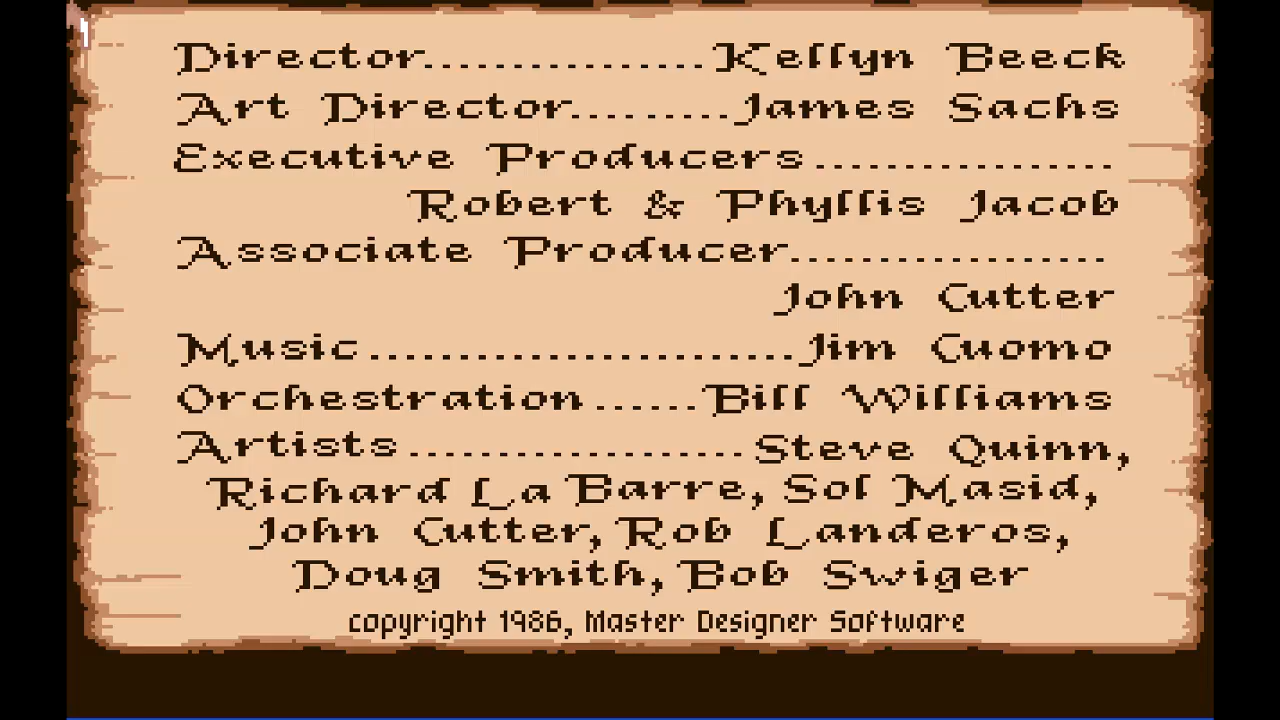 Director................Kellyn Beeck
Art Director.........James Sachs
Executive Producers.................
Robert & Phyllis Jacob
Associate Producer..................
John Cutter
Music........................Jim Cuomo
Orchestration......Bill Williams
Artists...................Steve Quinn,
Richard La Barre, Sol Masid,
John Cutter, Rob Landeros,
Doug Smith, Bob Swiger
copyright 1986, Master Designer Software